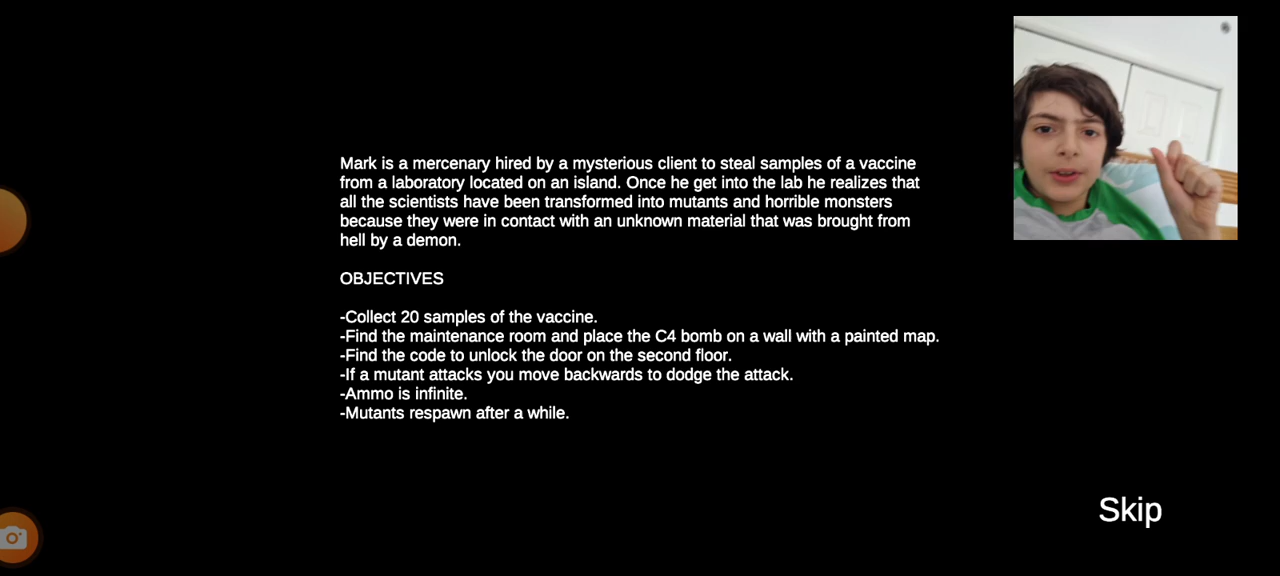 Mark is a mercenary hired by a mysterious client to steal samples of a vaccine
from a laboratory located on an island. Once he get into the lab he realizes that
all the scientists have been transformed into mutants and horrible monsters
because they were in contact with an unknown material that was brought from
hell by a demon.
OBJECTIVES
-Collect 20 samples of the vaccine.
-Find the maintenance room and place the C4 bomb on a wall with a painted map.
-Find the code to unlock the door on the second floor.
-If a mutant attacks you move backwards to dodge the attack.
-Ammo is infinite.
-Mutants respawn after a while.
Skip